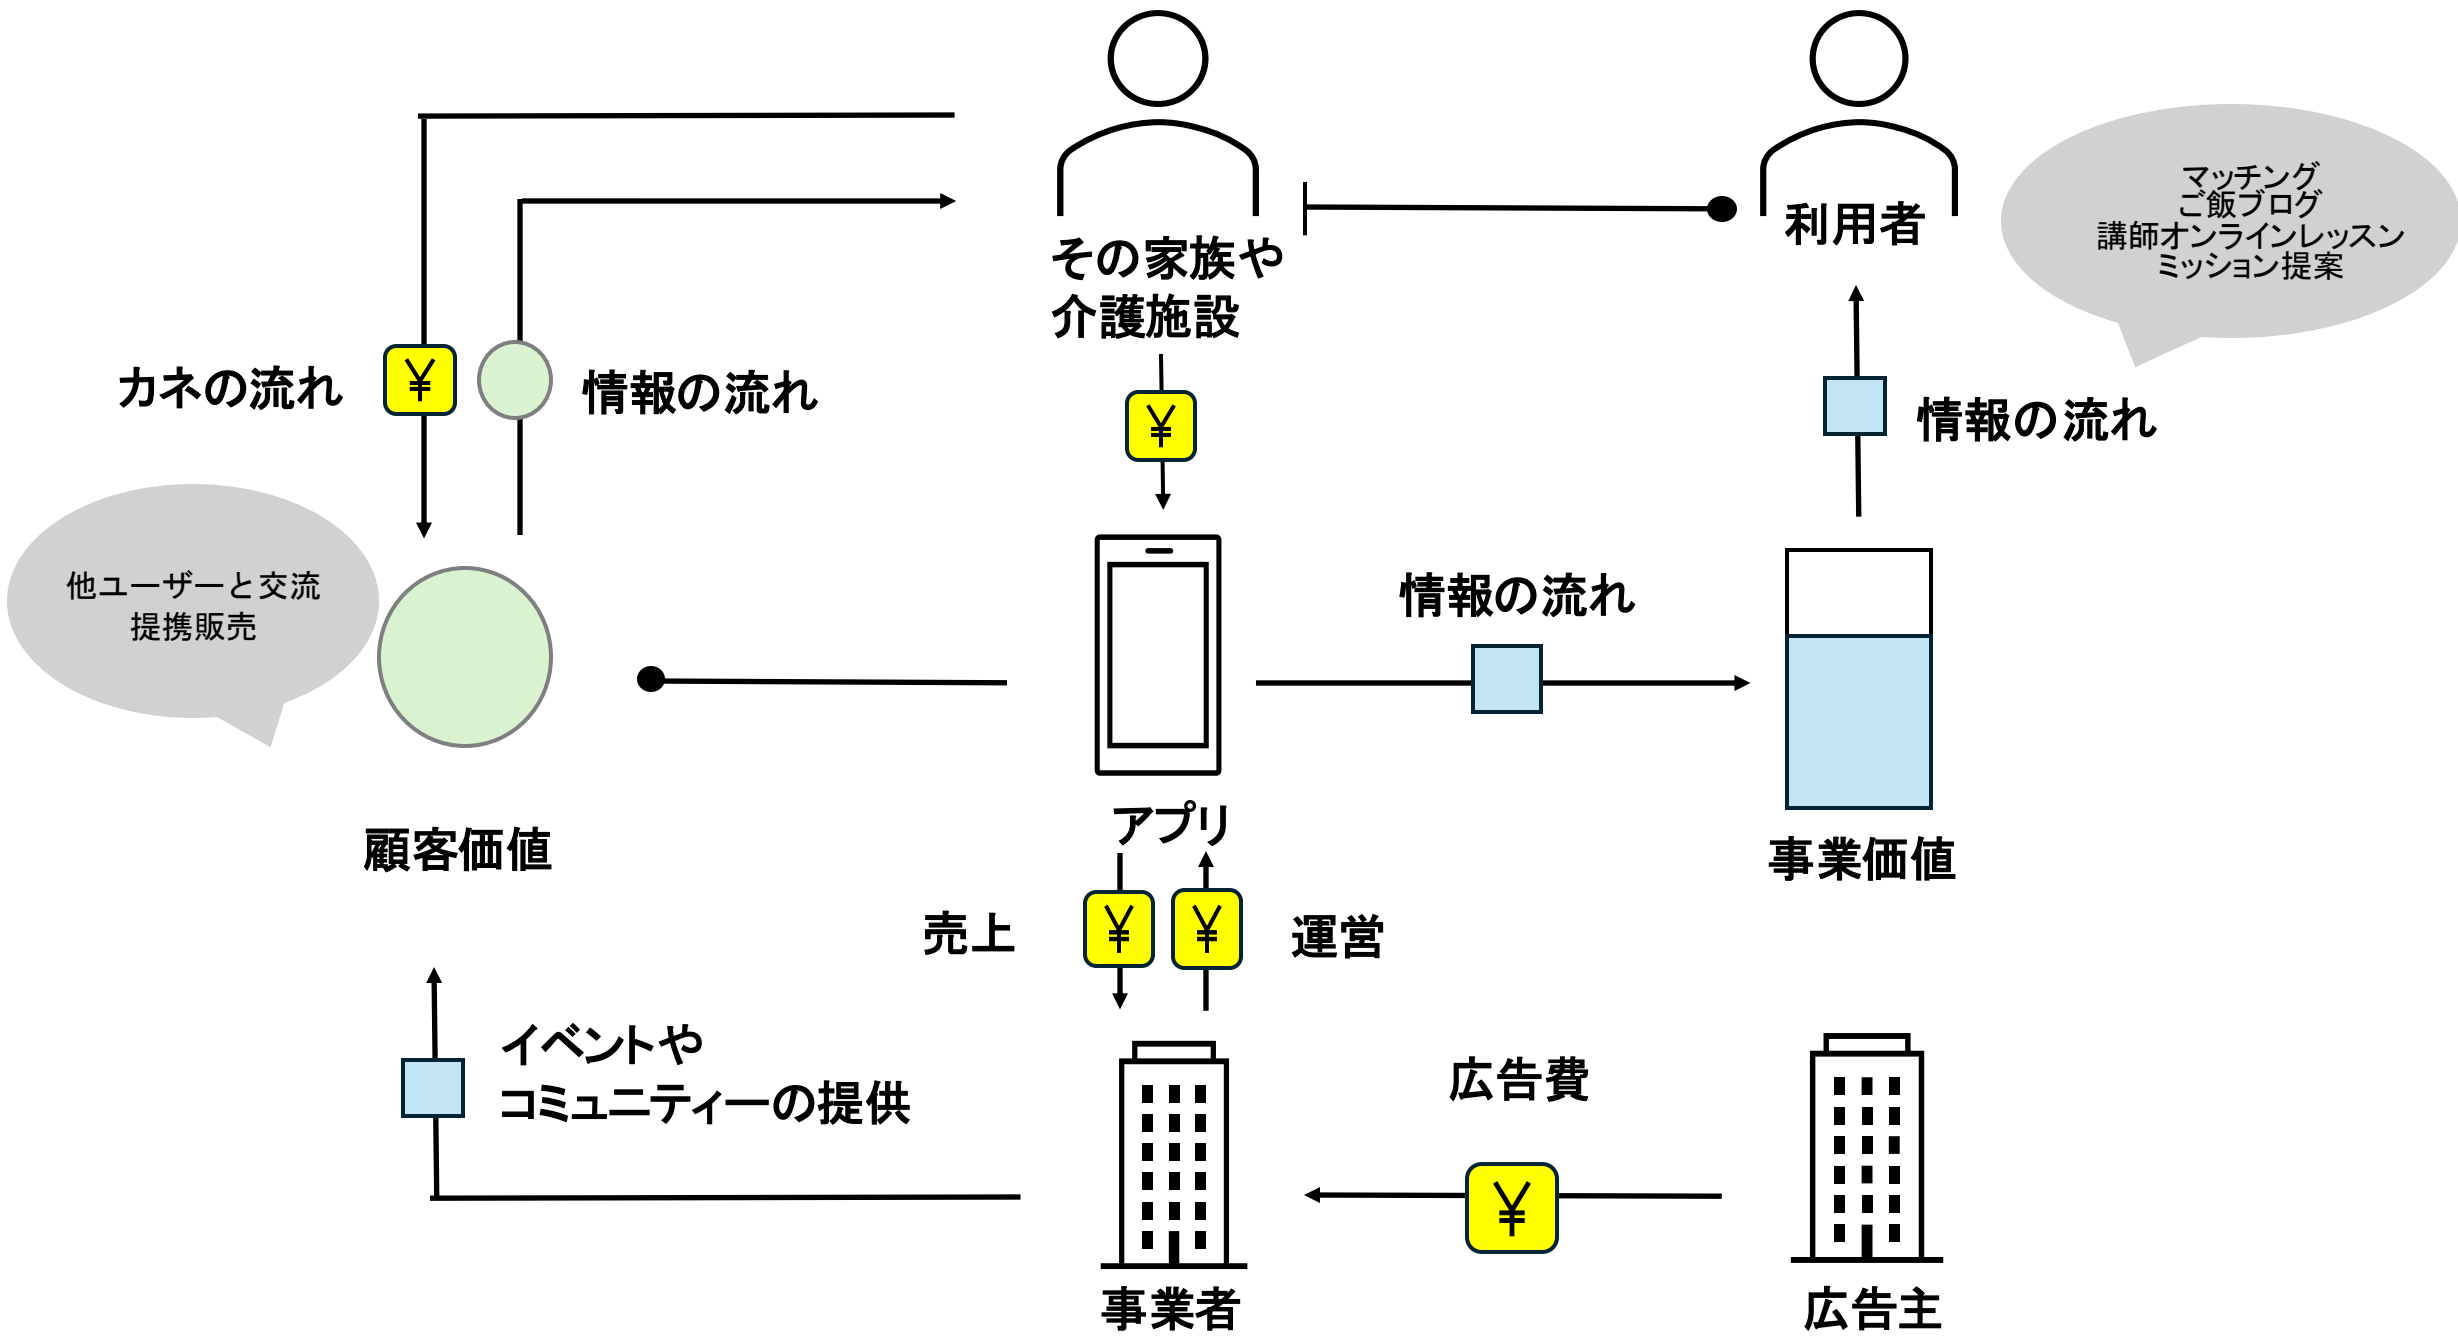 利用者
マッチング
ご飯ブログ
講師オンラインレッスン
ミッション提案
その家族や
介護施設
カネの流れ
¥
情報の流れ
¥
情報の流れ
他ユーザーと交流
提携販売
情報の流れ
アプリ
顧客価値
事業価値
売上
¥
¥
運営
イベントや
コミュニティーの提供
広告費
¥
事業者
広告主